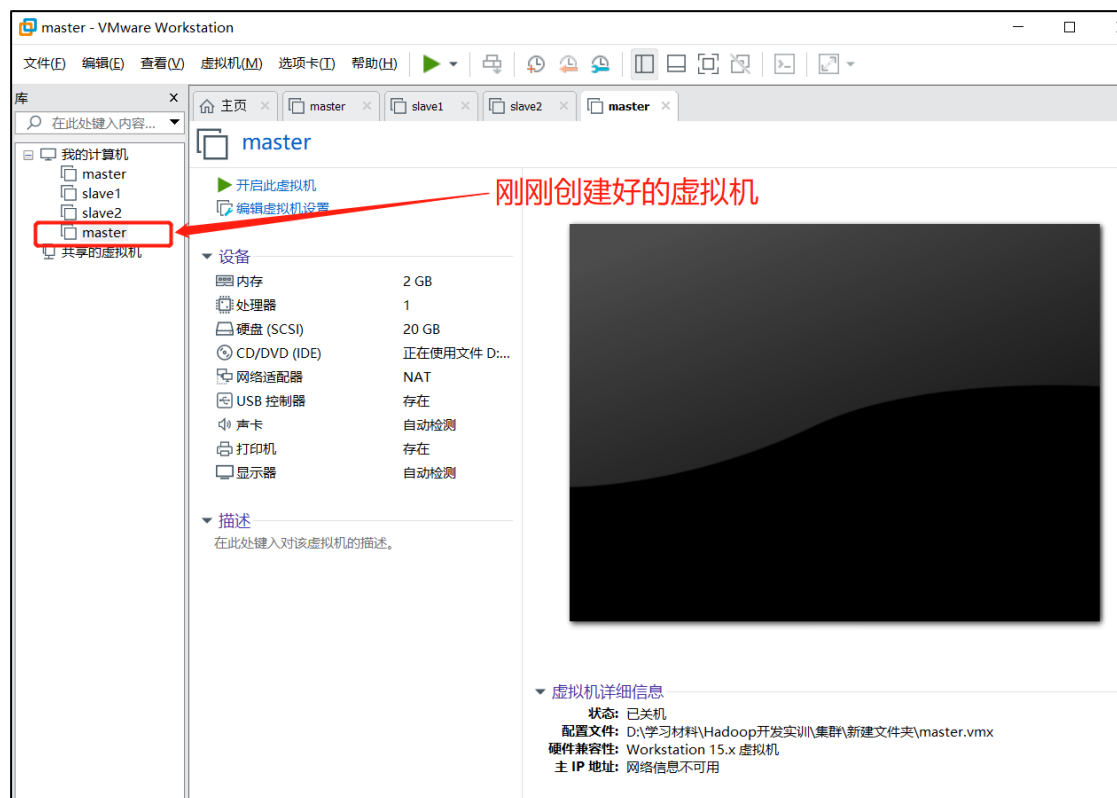 master - VMware Workstation
文件(F) 编辑(E) 查看(V) 虚拟机(M) 选项卡(T) 帮助(H)
库
在此处键入内容...
我的计算机
master
slave1
slave2
master
共享的虚拟机
主页 master slave1 slave2 master
master
开启此虚拟机
编辑虚拟机设置
刚刚创建好的虚拟机
设备
内存 2 GB
处理器 1
硬盘 (SCSI) 20 GB
CD/DVD (IDE) 正在使用文件 D:...
网络适配器 NAT
USB 控制器 存在
声卡 自动检测
打印机 存在
显示器 自动检测
描述
在此处键入对该虚拟机的描述。
虚拟机详细信息
状态: 已关机
配置文件: D:\学习材料\Hadoop开发实训\集群\新建文件夹\master.vmx
硬件兼容性: Workstation 15.x 虚拟机
主 IP 地址: 网络信息不可用